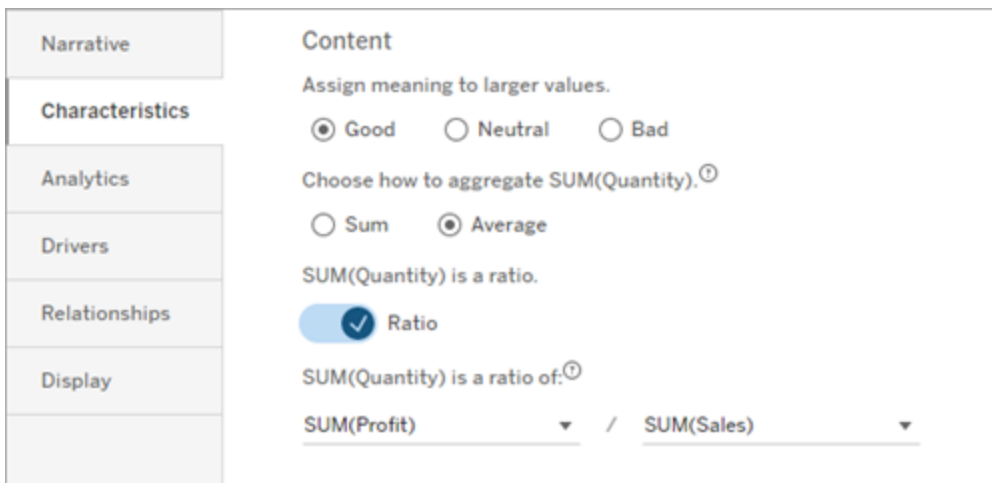 Narrative
Characteristics
Analytics
Drivers
Relationships
Display
Content
Assign meaning to larger values.
Good Neutral Bad
Choose how to aggregate SUM(Quantity).?
Sum Average
SUM(Quantity) is a ratio.
Ratio
SUM(Quantity) is a ratio of:?
SUM(Profit) / SUM(Sales)